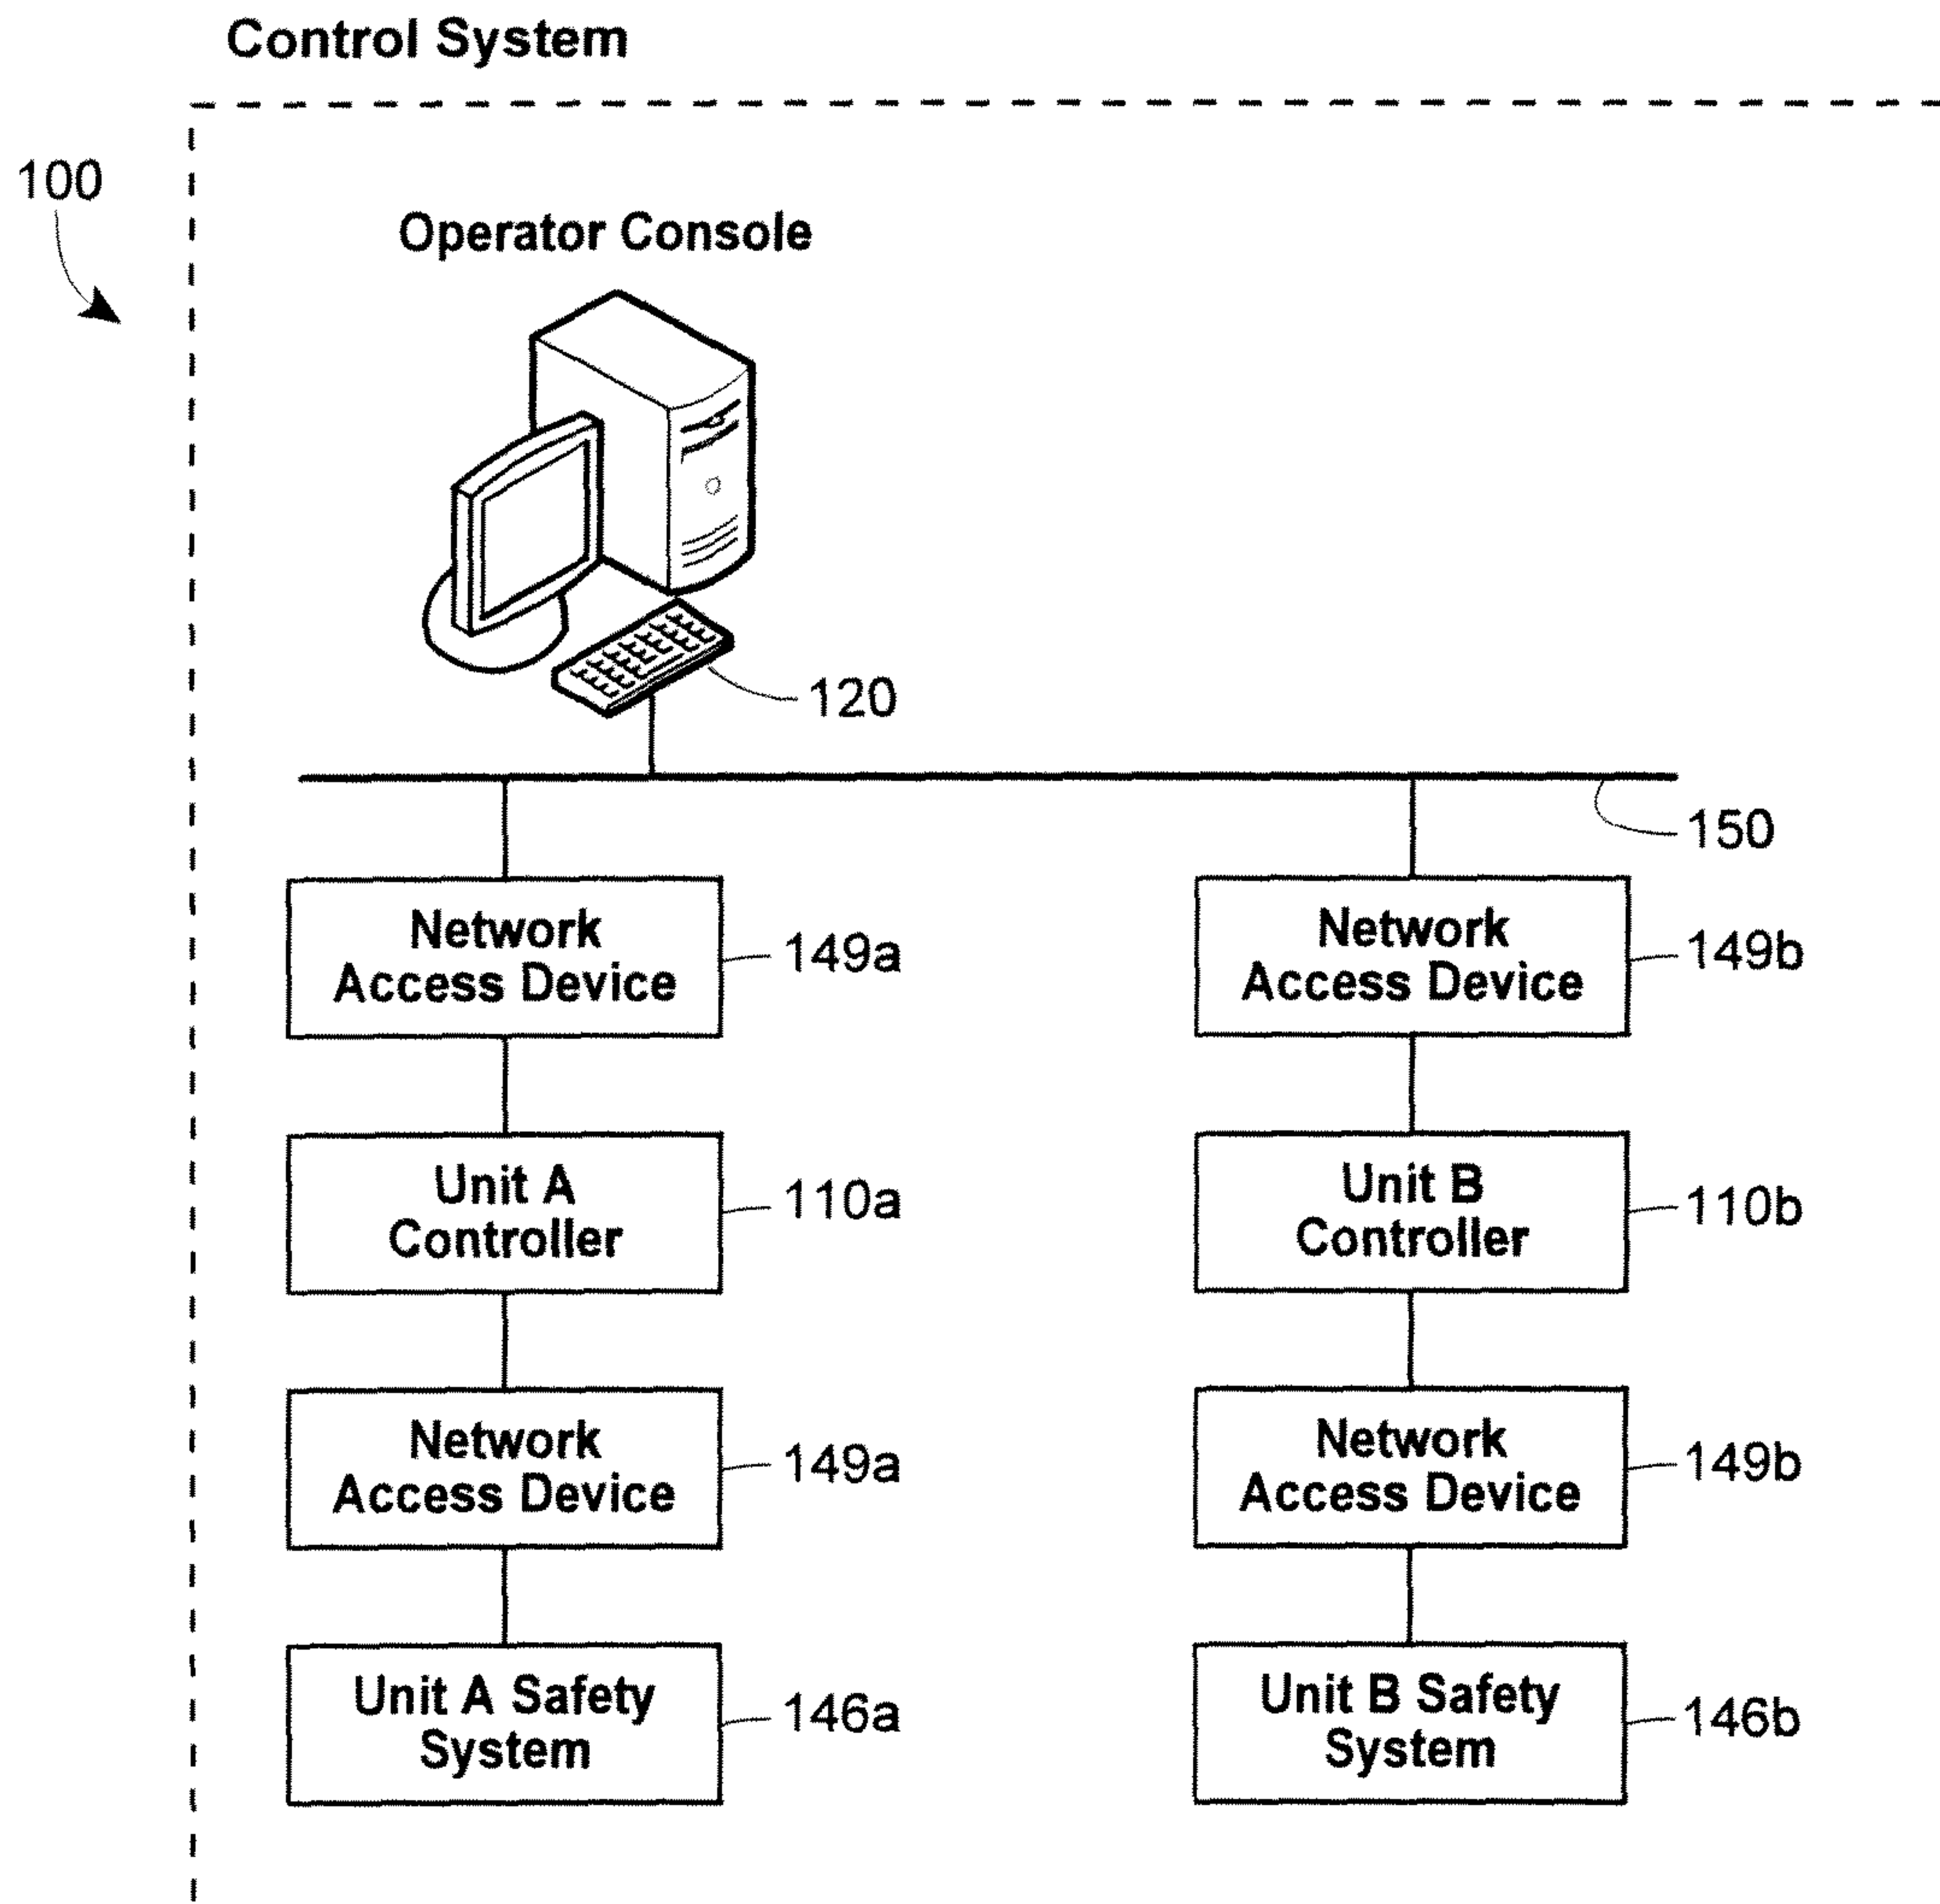 Control System
100
Operator Console
120
150
Network
Access Device
149a
Network
Access Device
149b
Unit A
Controller
110a
Unit B
Controller
110b
Network
Access Device
149a
Network
Access Device
149b
Unit A Safety
System
146a
Unit B Safety
System
146b